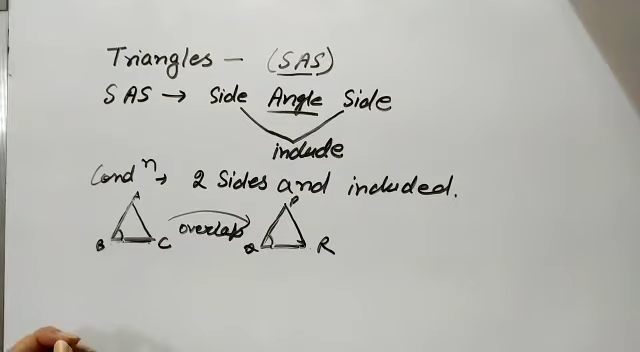 Triangles - (SAS)
SAS → Side Angle Side
include
Condⁿ → 2 Sides and included.
A P
B C overlaps Q R